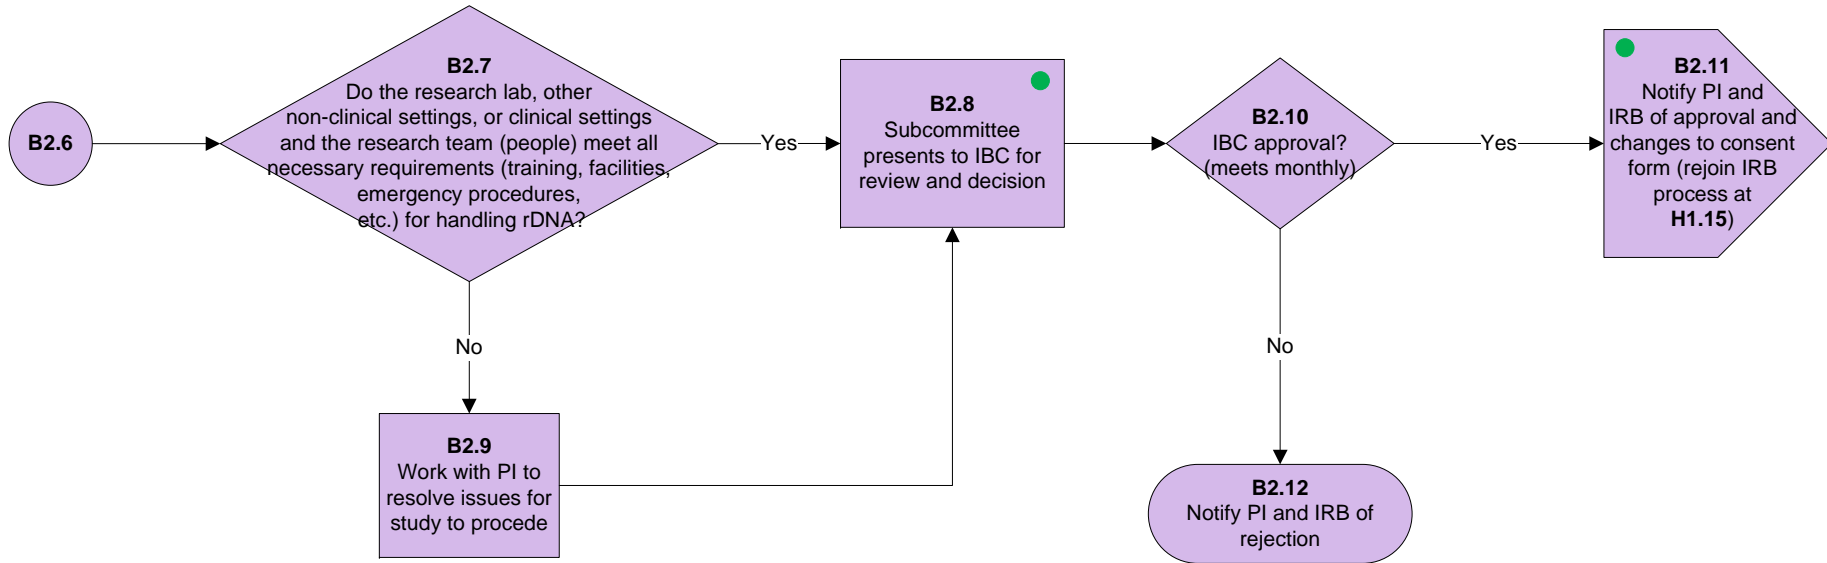 B2.6
B2.7
Do the research lab, other
non-clinical settings, or clinical settings
and the research team (people) meet all
necessary requirements (training, facilities,
emergency procedures,
etc.) for handling rDNA?
Yes
No
B2.8
Subcommittee
presents to IBC for
review and decision
B2.9
Work with PI to
resolve issues for
study to procede
B2.10
IBC approval?
(meets monthly)
Yes
No
B2.11
Notify PI and
IRB of approval and
changes to consent
form (rejoin IRB
process at
H1.15)
B2.12
Notify PI and IRB of
rejection